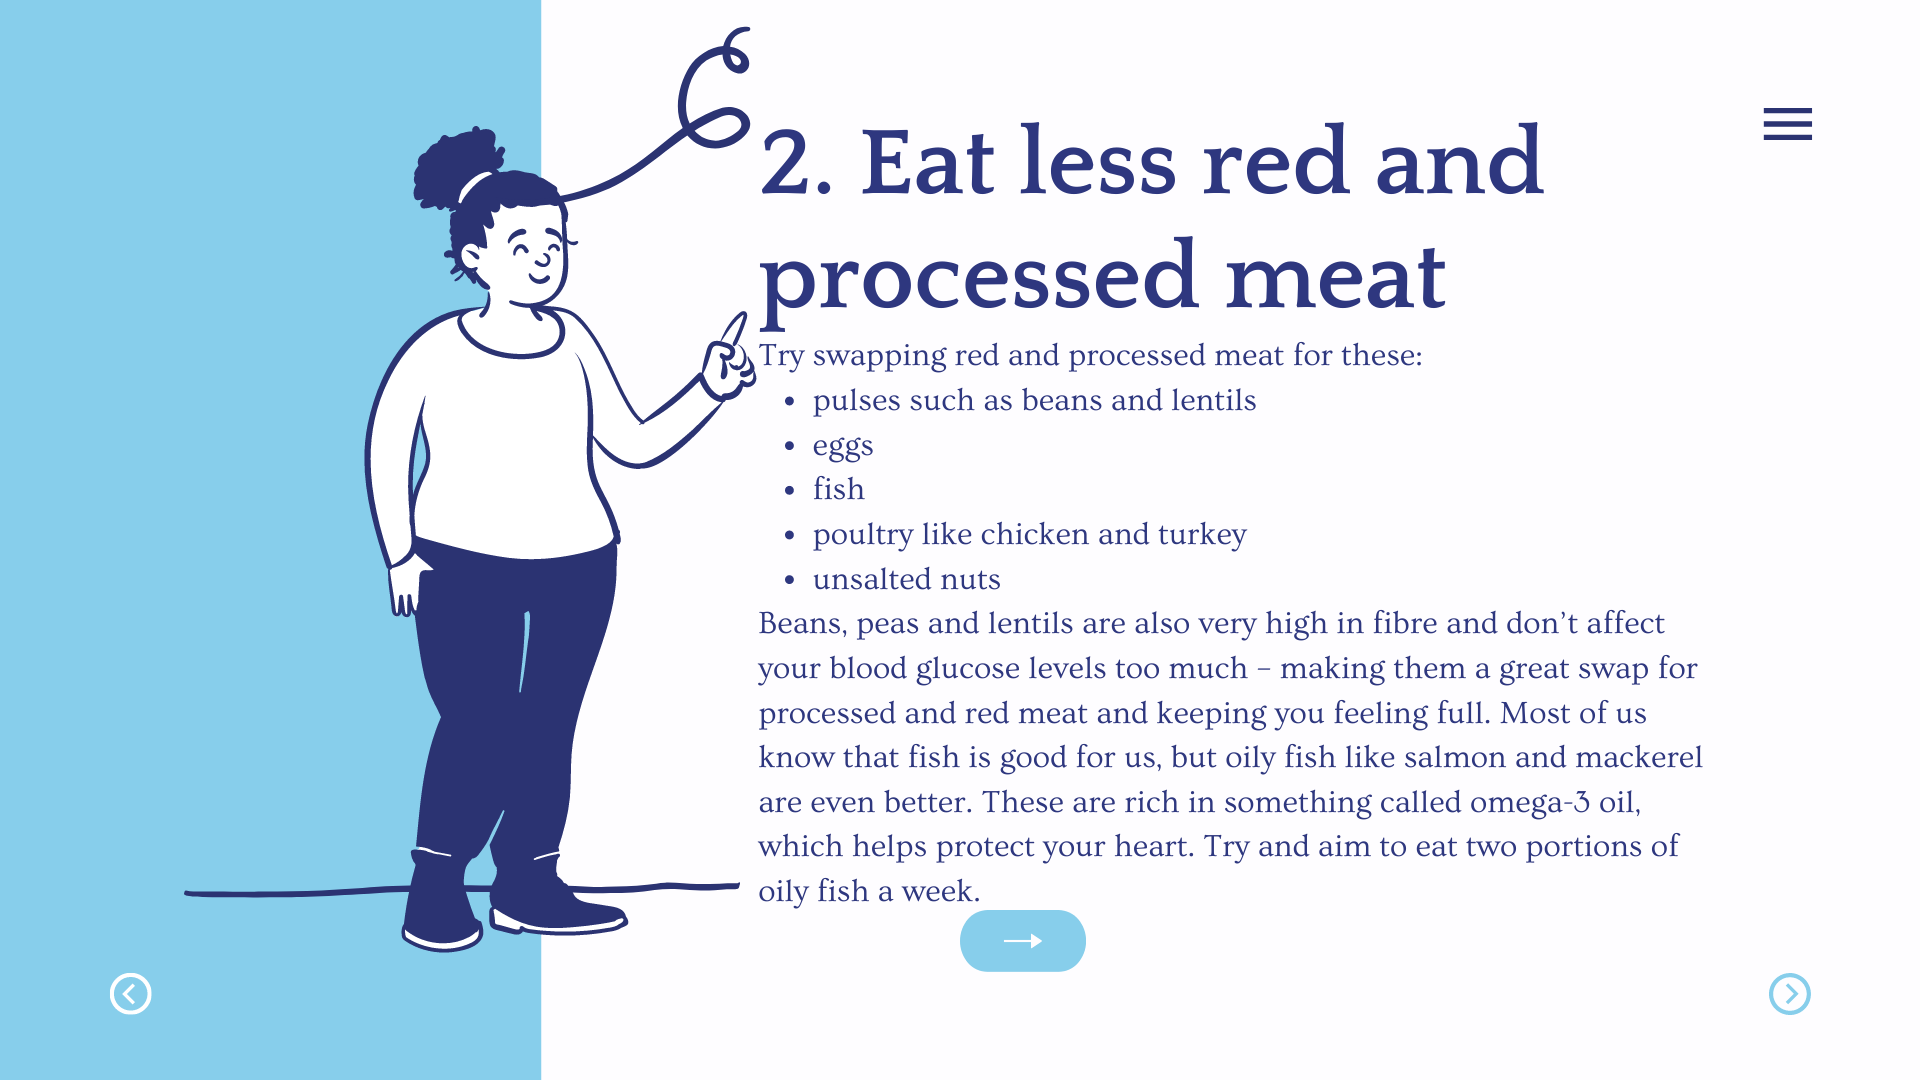 2. Eat less red and
processed meat
Try swapping red and processed meat for these:
• pulses such as beans and lentils
• eggs
• fish
• poultry like chicken and turkey
• unsalted nuts
Beans, peas and lentils are also very high in fibre and don’t affect
your blood glucose levels too much – making them a great swap for
processed and red meat and keeping you feeling full. Most of us
know that fish is good for us, but oily fish like salmon and mackerel
are even better. These are rich in something called omega-3 oil,
which helps protect your heart. Try and aim to eat two portions of
oily fish a week.